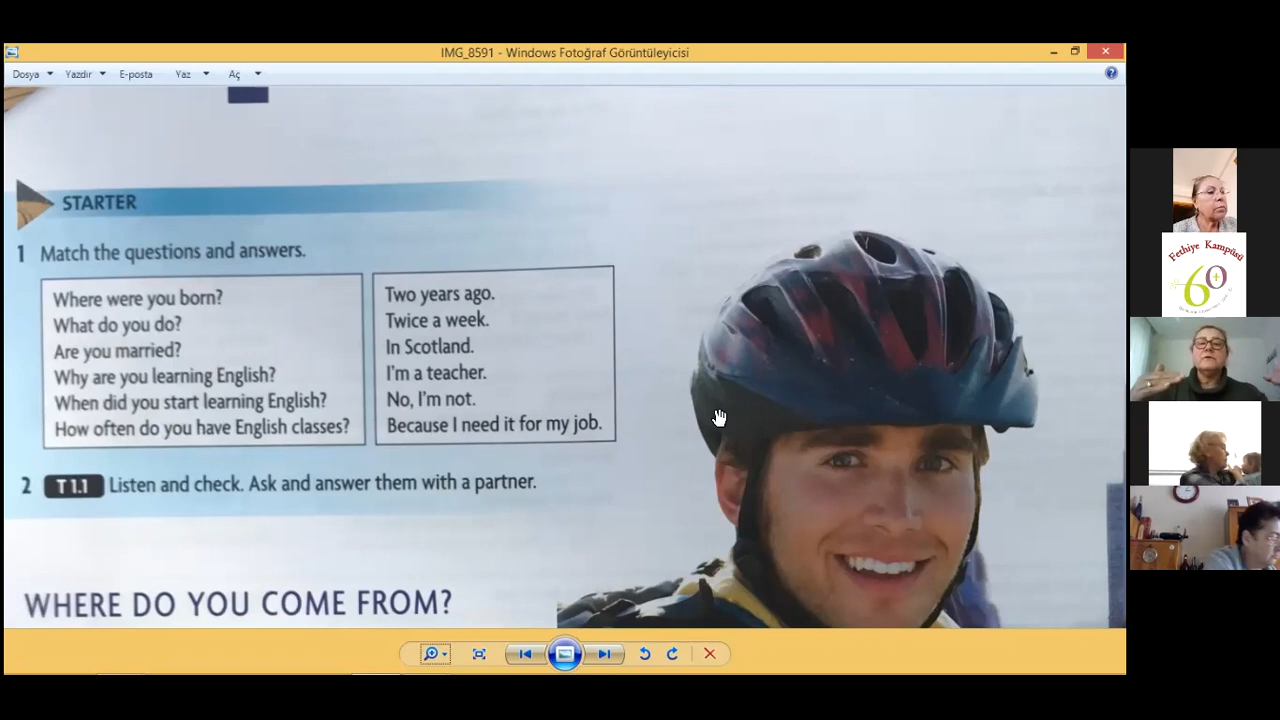 IMG_8591 - Windows Fotoğraf Görüntüleyicisi
Dosya Yazdır E-posta Yaz Aç
STARTER
1 Match the questions and answers.
Where were you born?
What do you do?
Are you married?
Why are you learning English?
When did you start learning English?
How often do you have English classes?
Two years ago.
Twice a week.
In Scotland.
I'm a teacher.
No, I'm not.
Because I need it for my job.
2 T 1.1 Listen and check. Ask and answer them with a partner.
WHERE DO YOU COME FROM?
Fethiye Kampüsü
60+